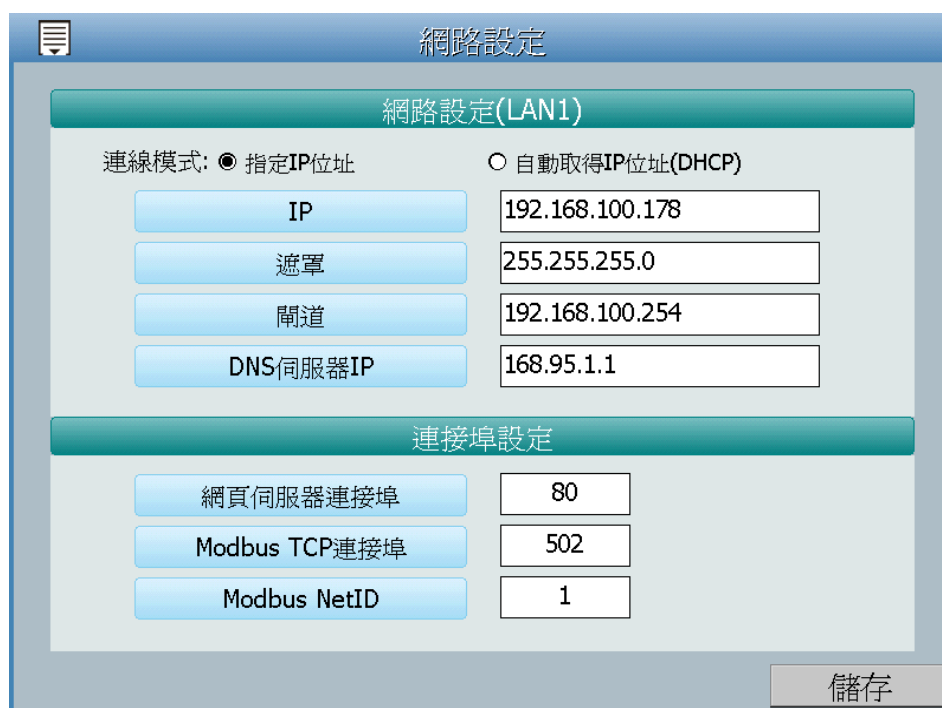 網路設定
網路設定(LAN1)
連線模式: 指定IP位址 自動取得IP位址(DHCP)
IP 192.168.100.178
遮罩 255.255.255.0
閘道 192.168.100.254
DNS伺服器IP 168.95.1.1
連接埠設定
網頁伺服器連接埠 80
Modbus TCP連接埠 502
Modbus NetID 1
儲存